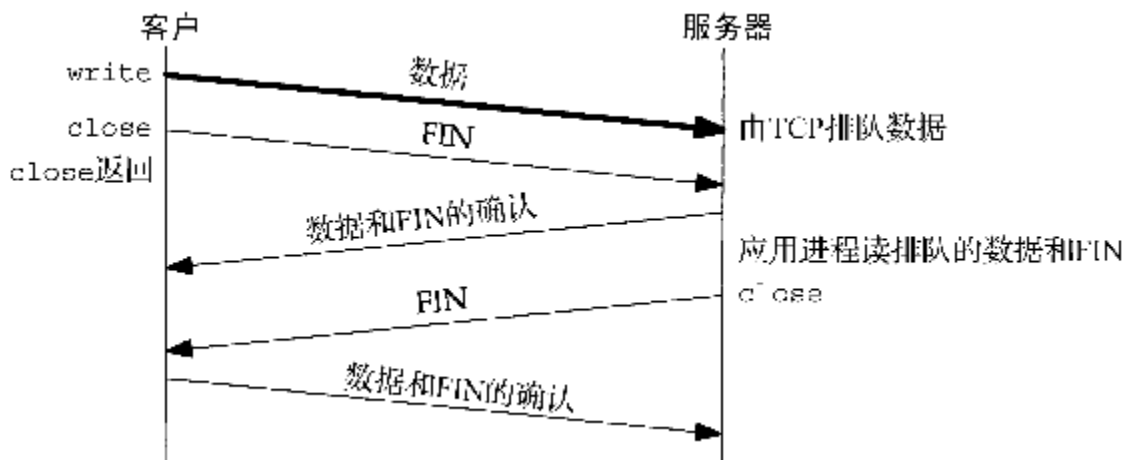 客户
服务器
write
数据
close
FIN
由TCP排队数据
close返回
数据和FIN的确认
应用进程读排队的数据和FIN
FIN
close
数据和FIN的确认